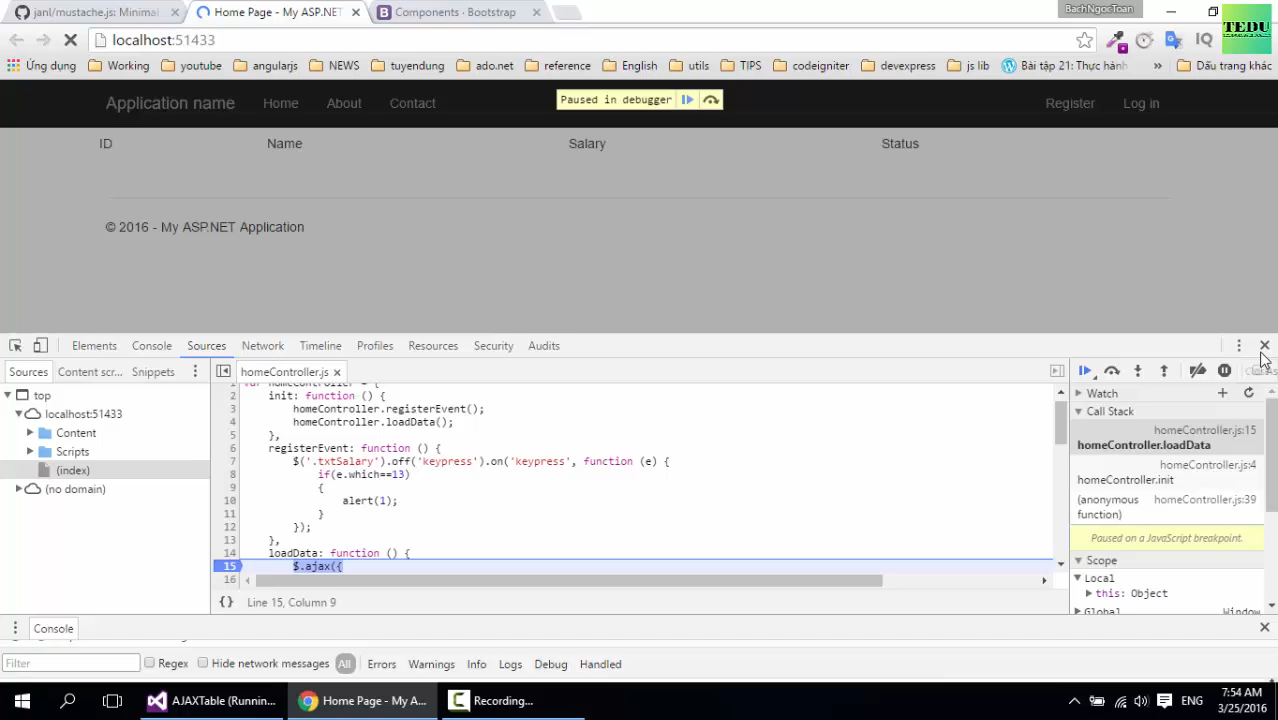 janl/mustache.js: Minimal
Home Page - My ASP.NET
Components · Bootstrap
BachNgocToan
TEDU
localhost:51433
Ứng dụng
Working
youtube
angularjs
NEWS
tuyendung
ado.net
reference
English
utils
TIPS
codeigniter
devexpress
js lib
Bài tập 21: Thực hành
»
Dấu trang khác
Application name
Home
About
Contact
Paused in debugger
Register
Log in
ID
Name
Salary
Status
© 2016 - My ASP.NET Application
Elements
Console
Sources
Network
Timeline
Profiles
Resources
Security
Audits
Sources
Content scr...
Snippets
homeController.js
top
localhost:51433
Content
Scripts
(index)
(no domain)
1 var homeController = {
2 init: function () {
3 homeController.registerEvent();
4 homeController.loadData();
5 },
6 registerEvent: function () {
7 $('.txtSalary').off('keypress').on('keypress', function (e) {
8 if(e.which==13)
9 {
10 alert(1);
11 }
12 });
13 },
14 loadData: function () {
15 $.ajax({
16
{} Line 15, Column 9
Watch
Call Stack
homeController.js:15
homeController.loadData
homeController.js:4
homeController.init
(anonymous function) homeController.js:39
Paused on a JavaScript breakpoint.
Scope
Local
this: Object
Global Window
Console
Filter
Regex
Hide network messages
All
Errors
Warnings
Info
Logs
Debug
Handled
AJAXTable (Runnin...
Home Page - My A...
Recording...
ENG
7:54 AM
3/25/2016